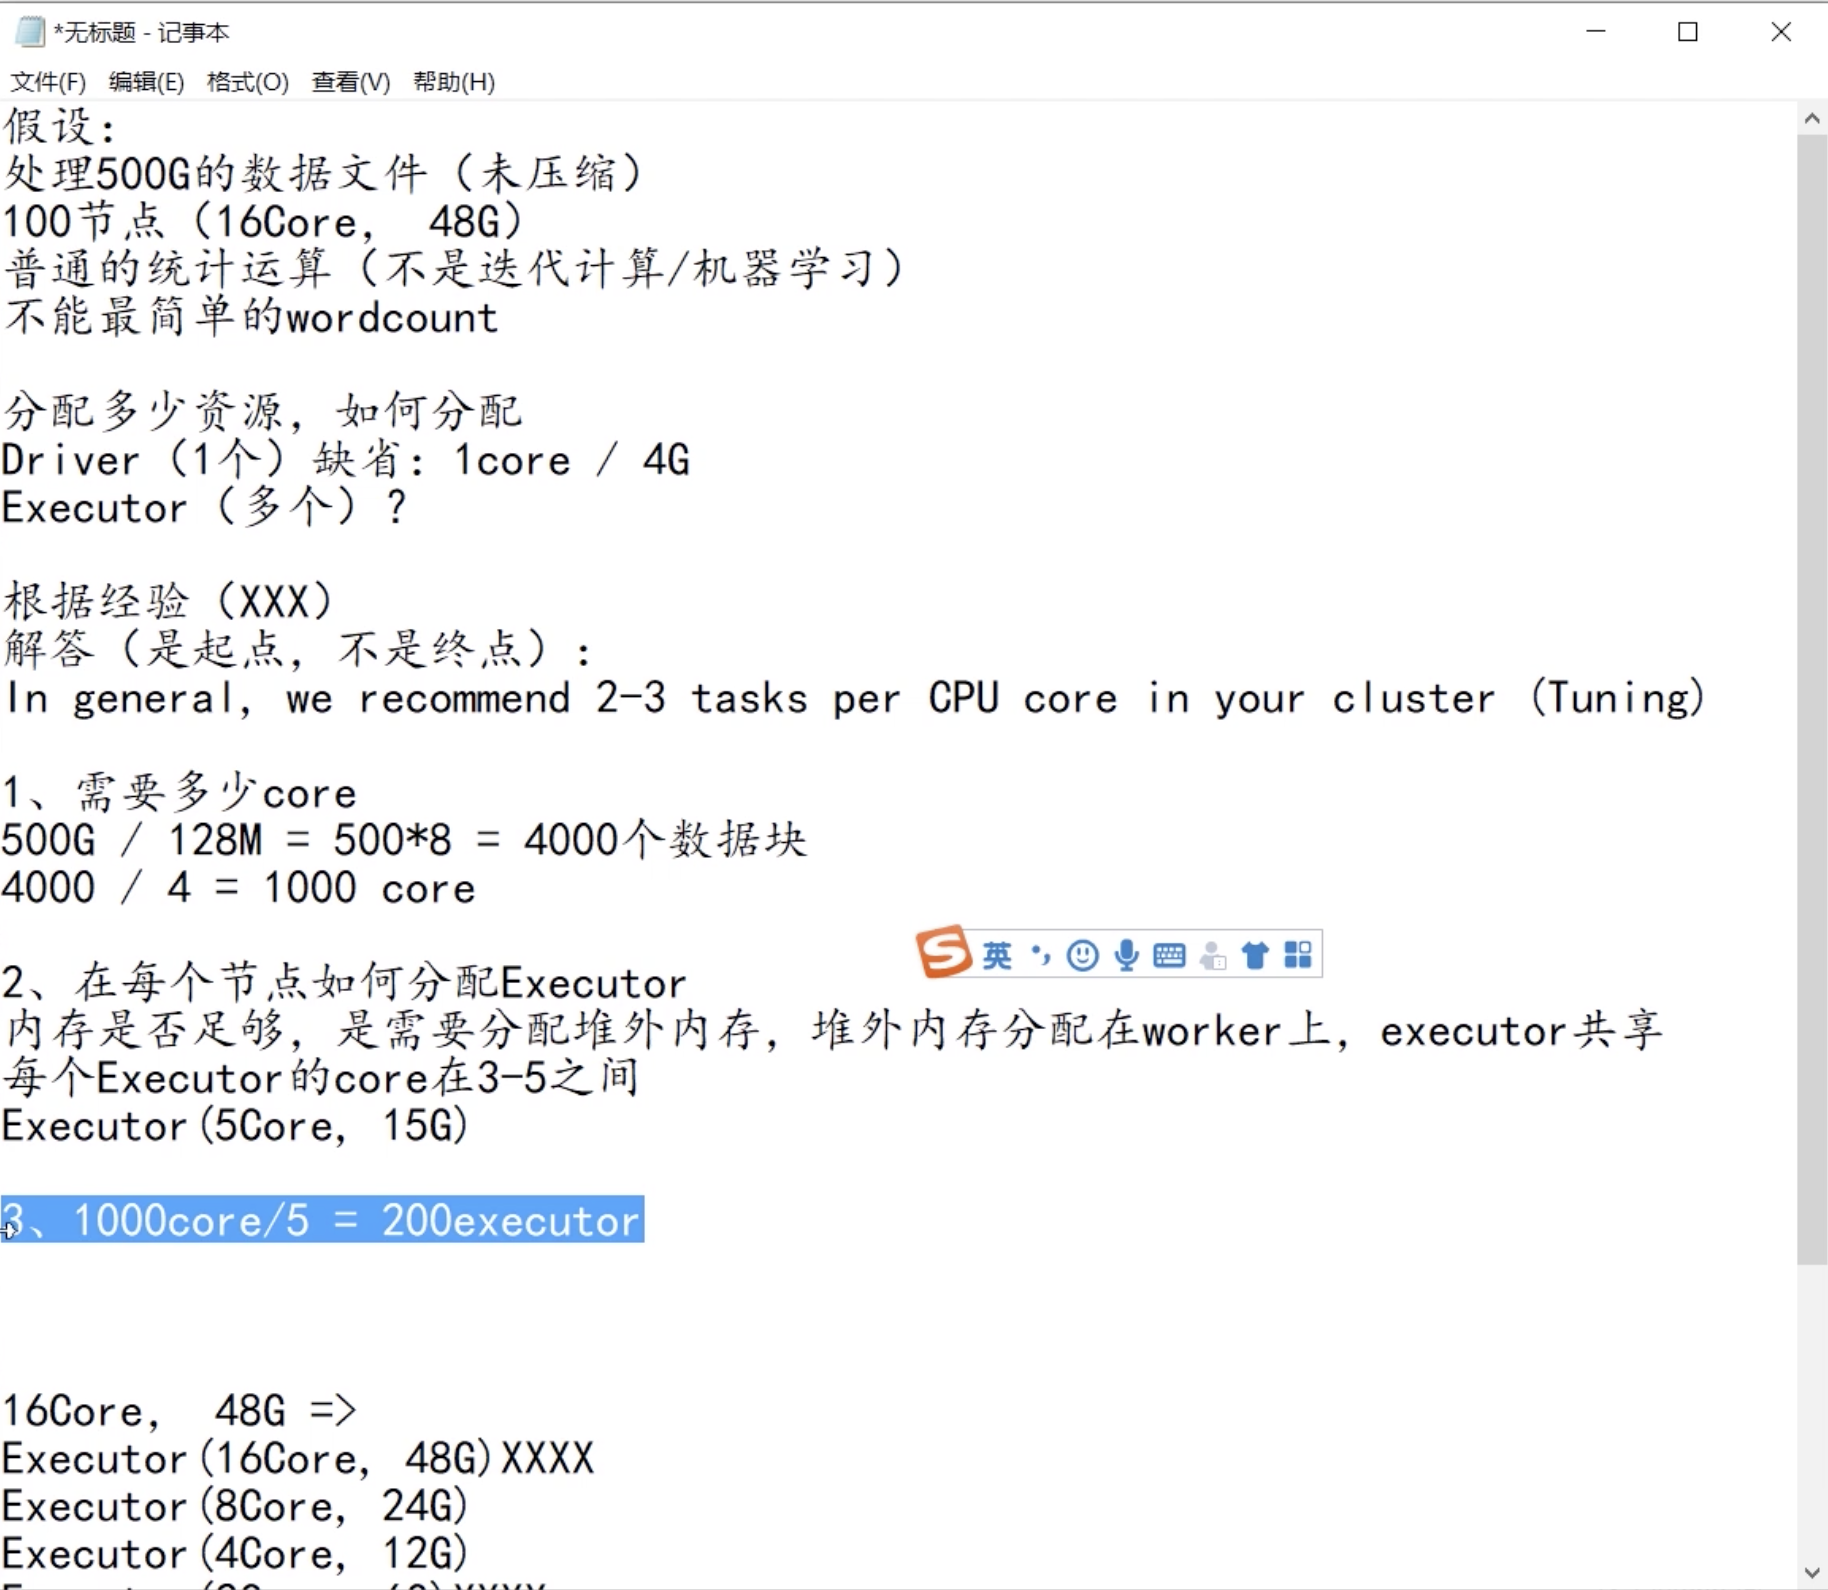 *无标题 - 记事本
文件(F) 编辑(E) 格式(O) 查看(V) 帮助(H)
假设：
处理500G的数据文件（未压缩）
100节点（16Core， 48G）
普通的统计运算（不是迭代计算/机器学习）
不能最简单的wordcount
分配多少资源，如何分配
Driver（1个）缺省：1core / 4G
Executor（多个）？
根据经验（XXX）
解答（是起点，不是终点）：
In general, we recommend 2-3 tasks per CPU core in your cluster (Tuning)
1、需要多少core
500G / 128M = 500*8 = 4000个数据块
4000 / 4 = 1000 core
英
2、在每个节点如何分配Executor
内存是否足够，是需要分配堆外内存，堆外内存分配在worker上，executor共享
每个Executor的core在3-5之间
Executor(5Core, 15G)
3、1000core/5 = 200executor
16Core， 48G =>
Executor(16Core, 48G)XXXX
Executor(8Core, 24G)
Executor(4Core, 12G)